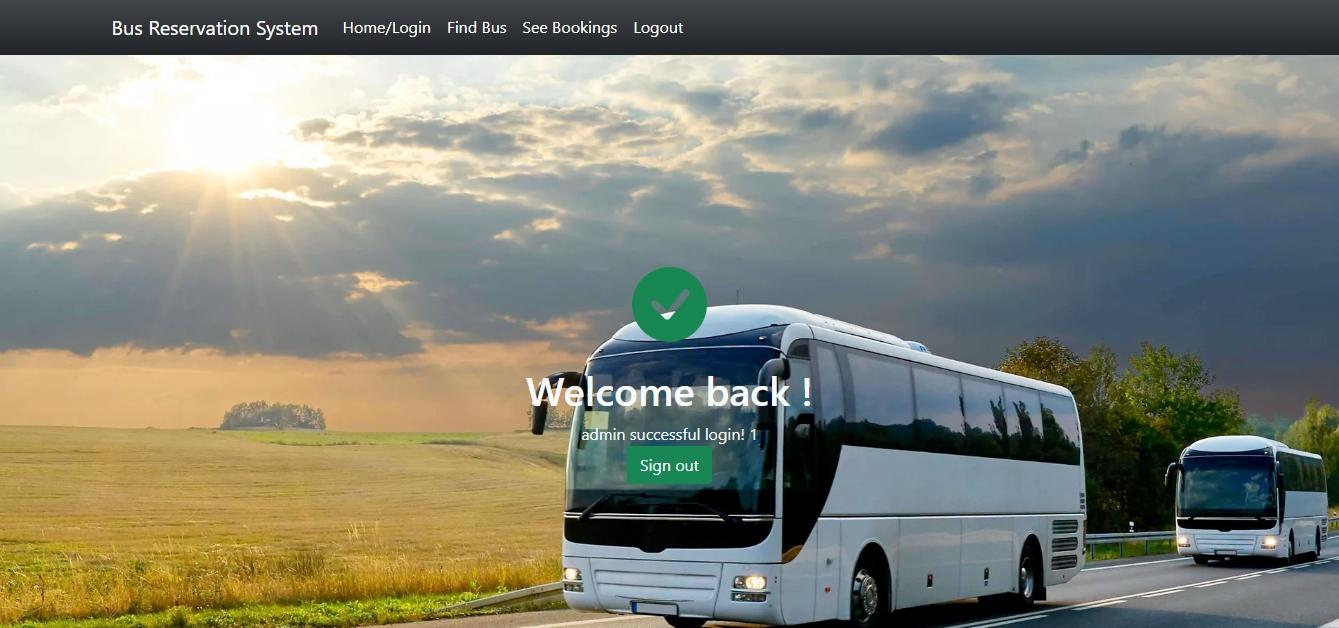 Bus Reservation System Home/Login Find Bus See Bookings Logout
Welcome back !
admin successful login! 1
Sign out